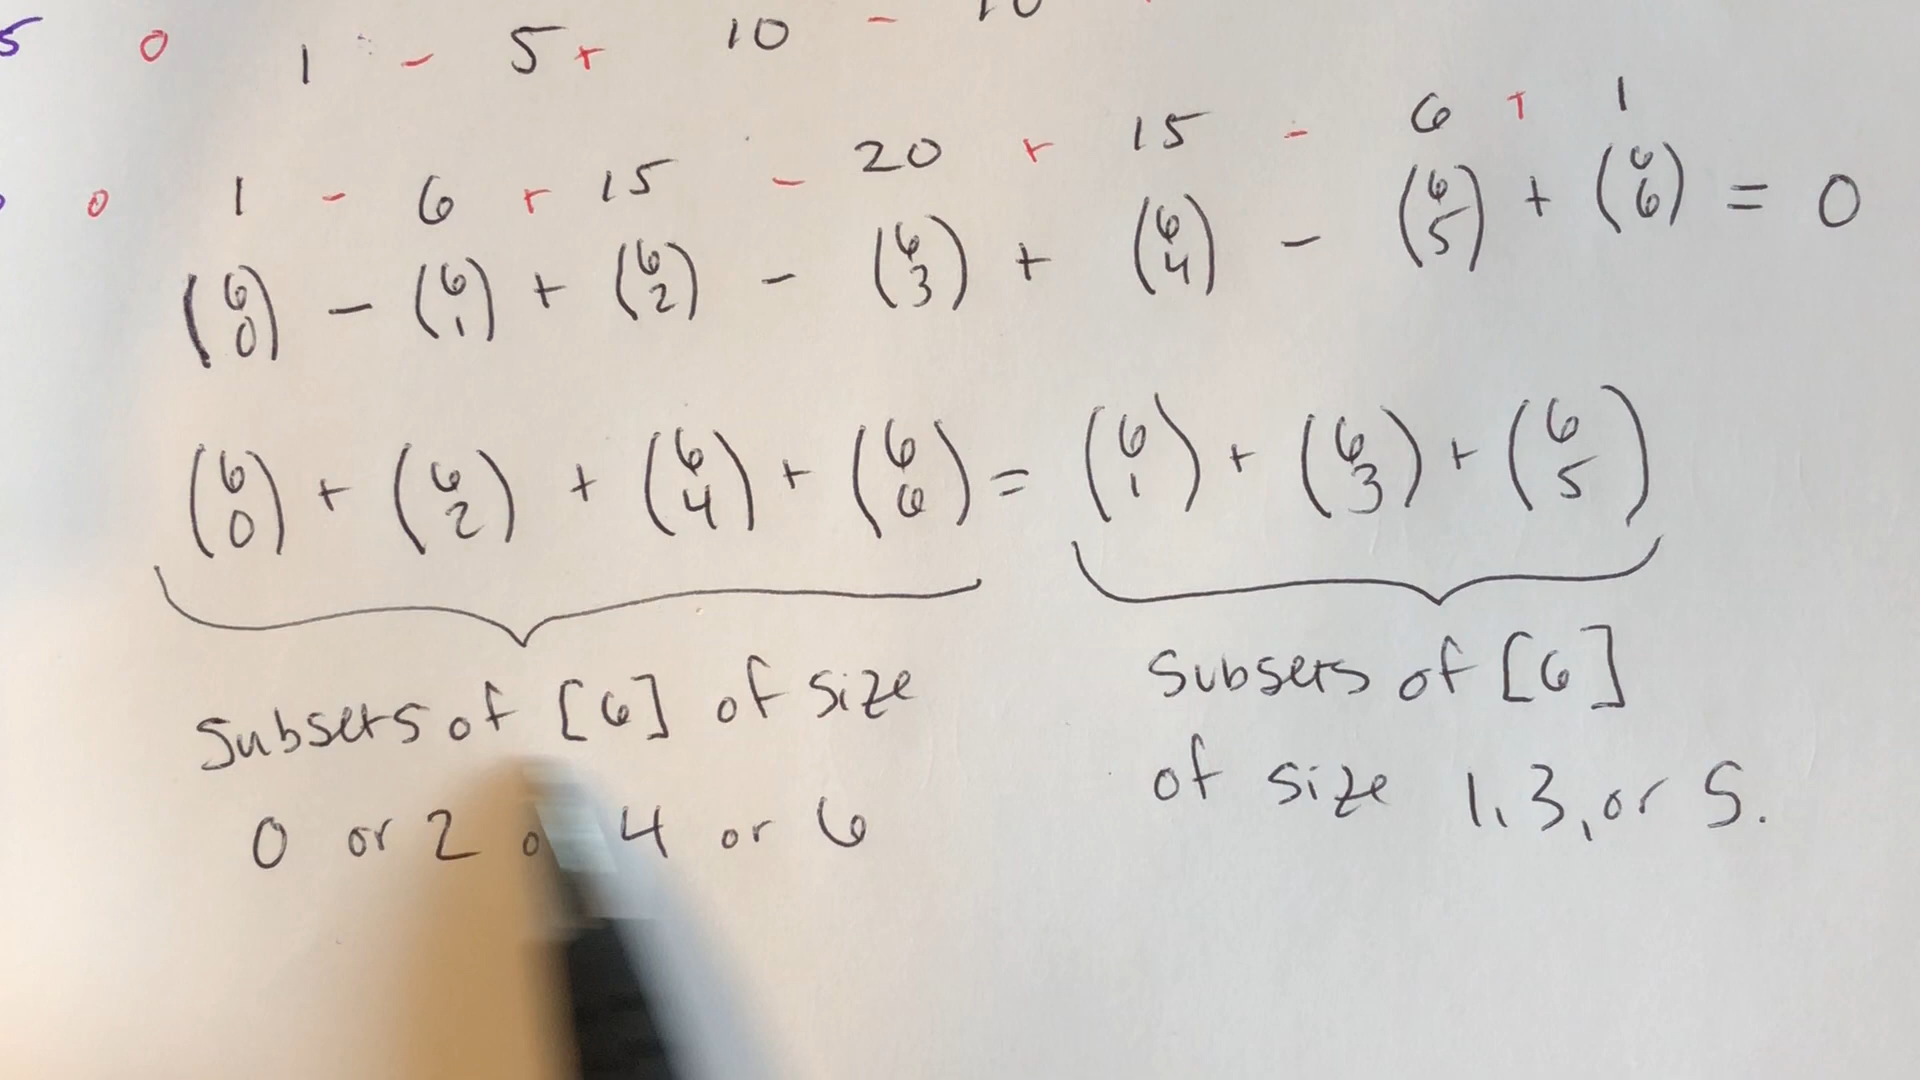 5 0 1 - 5 + 10 - 10
0 1 - 6 + 15 - 20 + 15 - 6 + 1
(6 0) - (6 1) + (6 2) - (6 3) + (6 4) - (6 5) + (6 6) = 0
(6 0) + (6 2) + (6 4) + (6 6) = (6 1) + (6 3) + (6 5)
Subsets of [6] of size
0 or 2 o 4 or 6
Subsets of [6]
of size 1, 3, or 5.